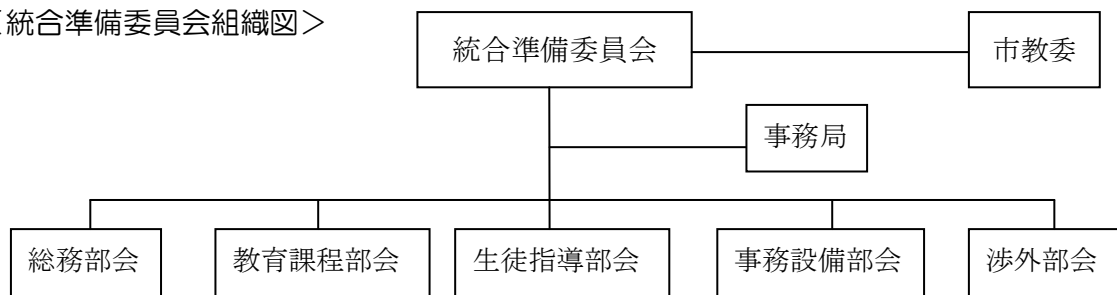 統合準備委員会組織図＞
統合準備委員会
市教委
事務局
総務部会
教育課程部会
生徒指導部会
事務設備部会
渉外部会